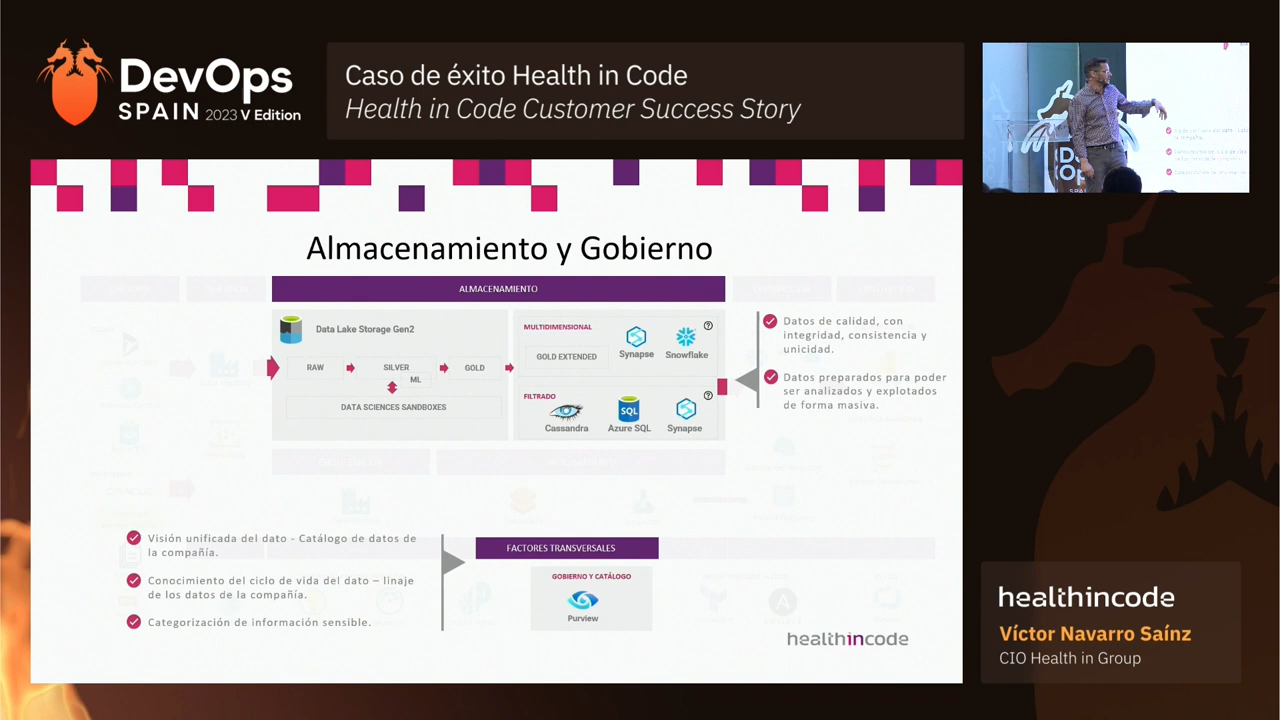 DevOps
SPAIN 2023 V Edition
Caso de éxito Health in Code
Health in Code Customer Success Story
Almacenamiento y Gobierno
ALMACENAMIENTO
Data Lake Storage Gen2
RAW
SILVER
ML
GOLD
DATA SCIENCES SANDBOXES
MULTIDIMENSIONAL
GOLD EXTENDED
Synapse
Snowflake
FILTRADO
Cassandra
SQL
Azure SQL
Synapse
Datos de calidad, con
integridad, consistencia y
unicidad.
Datos preparados para poder
ser analizados y explotados
de forma masiva.
Visión unificada del dato - Catálogo de datos de
la compañía.
Conocimiento del ciclo de vida del dato – linaje
de los datos de la compañía.
Categorización de información sensible.
FACTORES TRANSVERSALES
GOBIERNO Y CATÁLOGO
Purview
healthincode
healthincode
Víctor Navarro Saínz
CIO Health in Group